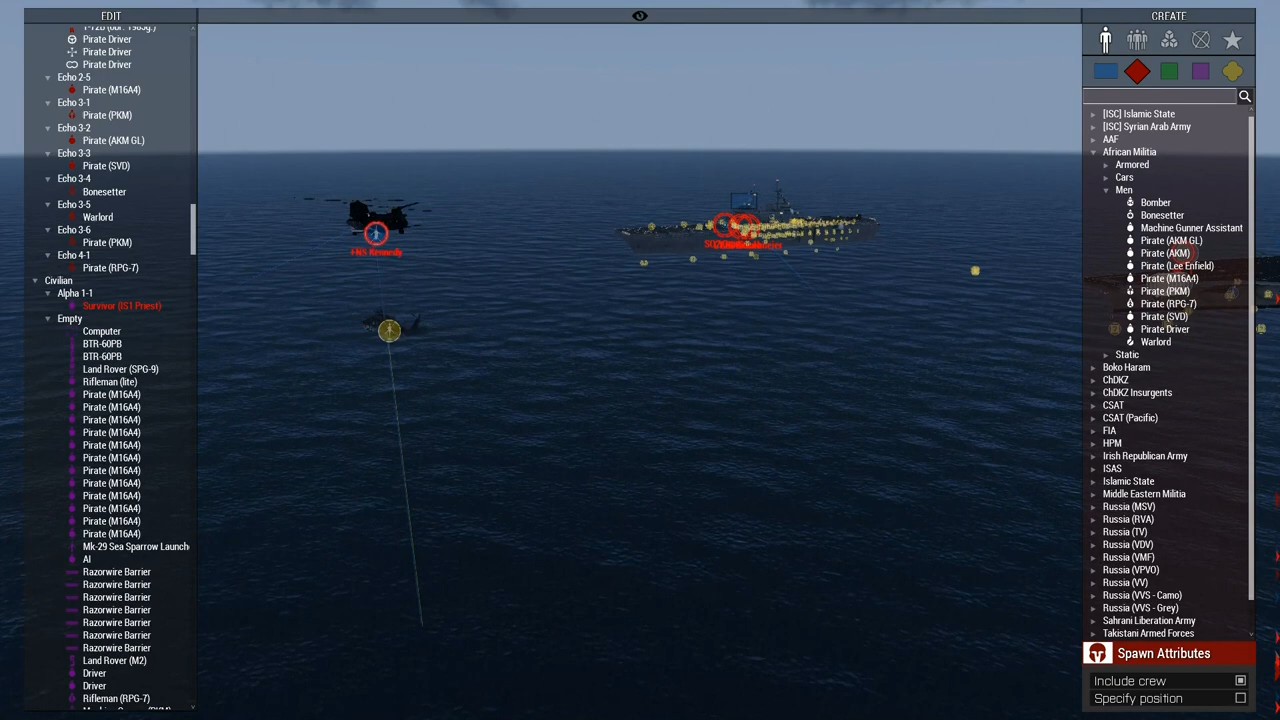 EDIT
Pirate Driver
Pirate Driver
Pirate Driver
Echo 2-5
Pirate (M16A4)
Echo 3-1
Pirate (PKM)
Echo 3-2
Pirate (AKM GL)
Echo 3-3
Pirate (SVD)
Echo 3-4
Bonesetter
Echo 3-5
Warlord
Echo 3-6
Pirate (PKM)
Echo 4-1
Pirate (RPG-7)
Civilian
Alpha 1-1
Survivor (IS1 Priest)
Empty
Computer
BTR-60PB
BTR-60PB
Land Rover (SPG-9)
Rifleman (lite)
Pirate (M16A4)
Pirate (M16A4)
Pirate (M16A4)
Pirate (M16A4)
Pirate (M16A4)
Pirate (M16A4)
Pirate (M16A4)
Pirate (M16A4)
Pirate (M16A4)
Pirate (M16A4)
Pirate (M16A4)
Pirate (M16A4)
Mk-29 Sea Sparrow Launch
AI
Razorwire Barrier
Razorwire Barrier
Razorwire Barrier
Razorwire Barrier
Razorwire Barrier
Razorwire Barrier
Razorwire Barrier
Land Rover (M2)
Driver
Driver
Rifleman (RPG-7)
Kennedy
CREATE
[ISC] Islamic State
[ISC] Syrian Arab Army
AAF
African Militia
Armored
Cars
Men
Bomber
Bonesetter
Machine Gunner Assistant
Pirate (AKM GL)
Pirate (AKM)
Pirate (Lee Enfield)
Pirate (M16A4)
Pirate (PKM)
Pirate (RPG-7)
Pirate (SVD)
Pirate Driver
Warlord
Static
Boko Haram
ChDKZ
ChDKZ Insurgents
CSAT
CSAT (Pacific)
FIA
HPM
Irish Republican Army
ISAS
Islamic State
Middle Eastern Militia
Russia (MSV)
Russia (RVA)
Russia (TV)
Russia (VDV)
Russia (VMF)
Russia (VPVO)
Russia (VV)
Russia (VVS - Camo)
Russia (VVS - Grey)
Sahrani Liberation Army
Takistani Armed Forces
Spawn Attributes
Include crew
Specify position